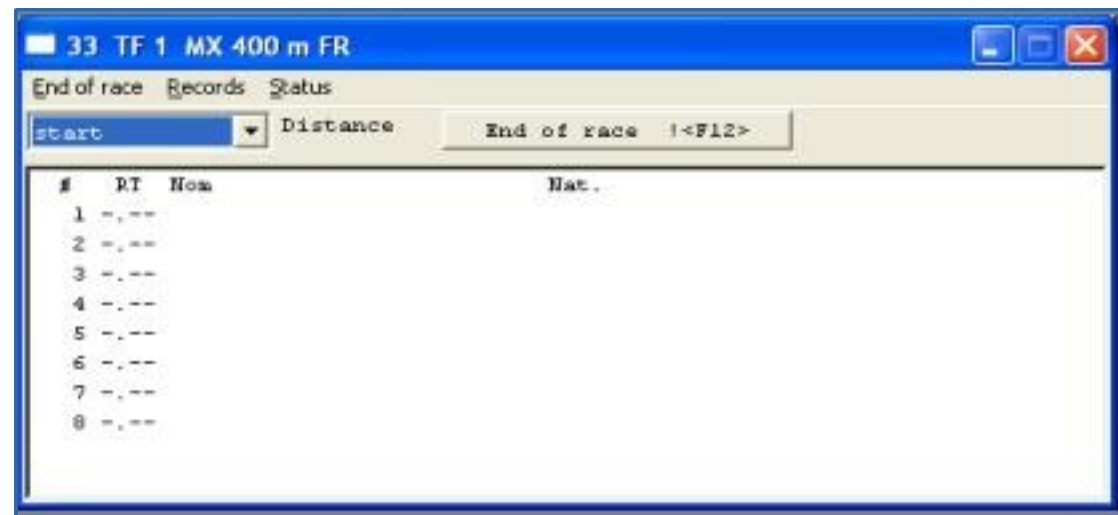 33 TF 1 MX 400 m FR
End of race Records Status
start Distance End of race !<F12>
# RT Nom Nat.
1 -.--
2 -.--
3 -.--
4 -.--
5 -.--
6 -.--
7 -.--
8 -.--